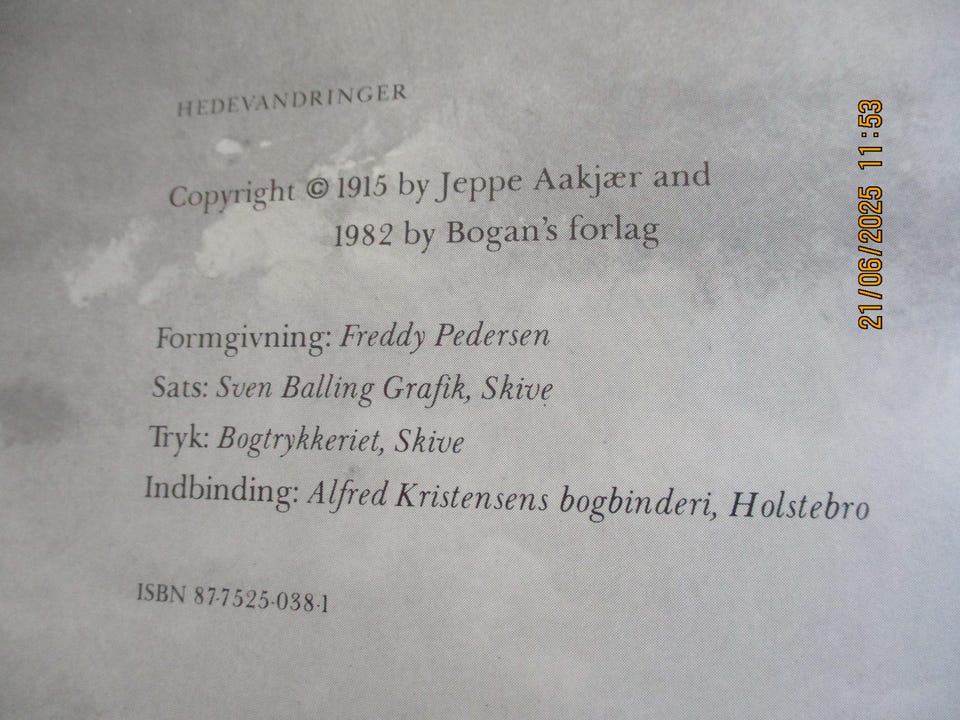 HEDEVANDRINGER
Copyright © 1915 by Jeppe Aakjær and
1982 by Bogan's forlag
Formgivning: Freddy Pedersen
Sats: Sven Balling Grafik, Skive
Tryk: Bogtrykkeriet, Skive
Indbinding: Alfred Kristensens bogbinderi, Holstebro
ISBN 87-7525-038-1
21/06/2025 11:53